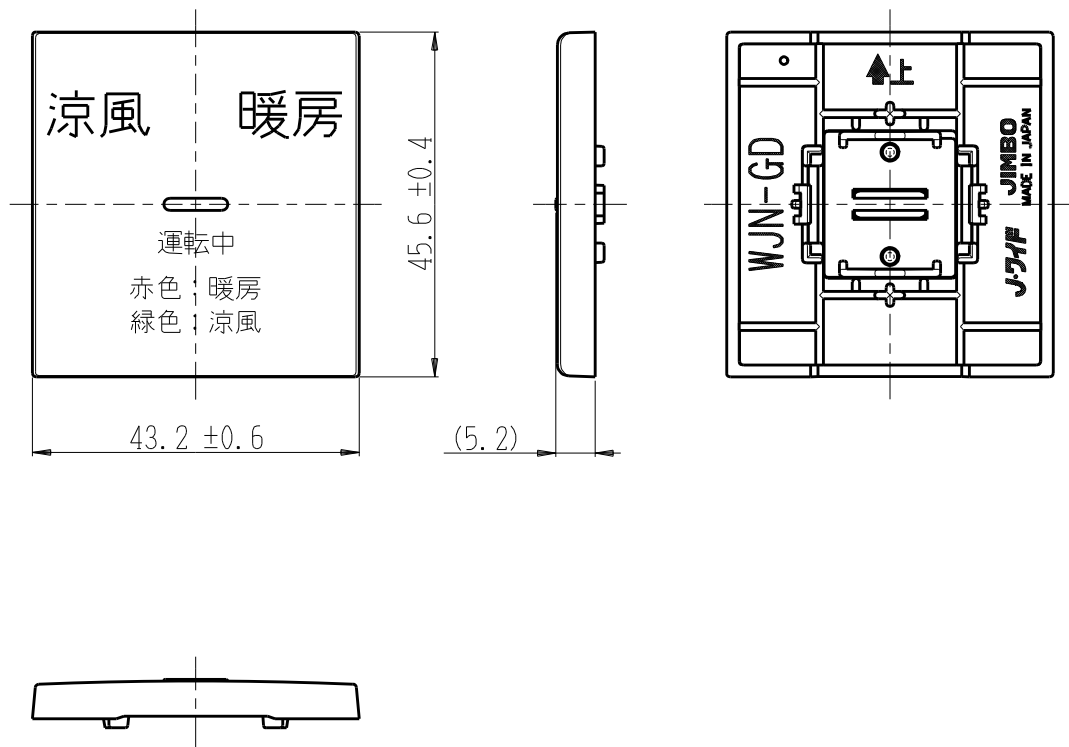 涼風 暖房
運転中
赤色：暖房
緑色：涼風
43.2 ±0.6
45.6 ±0.4
(5.2)
上
WJN-GD
JIMBO
MADE IN JAPAN
J·ワイド